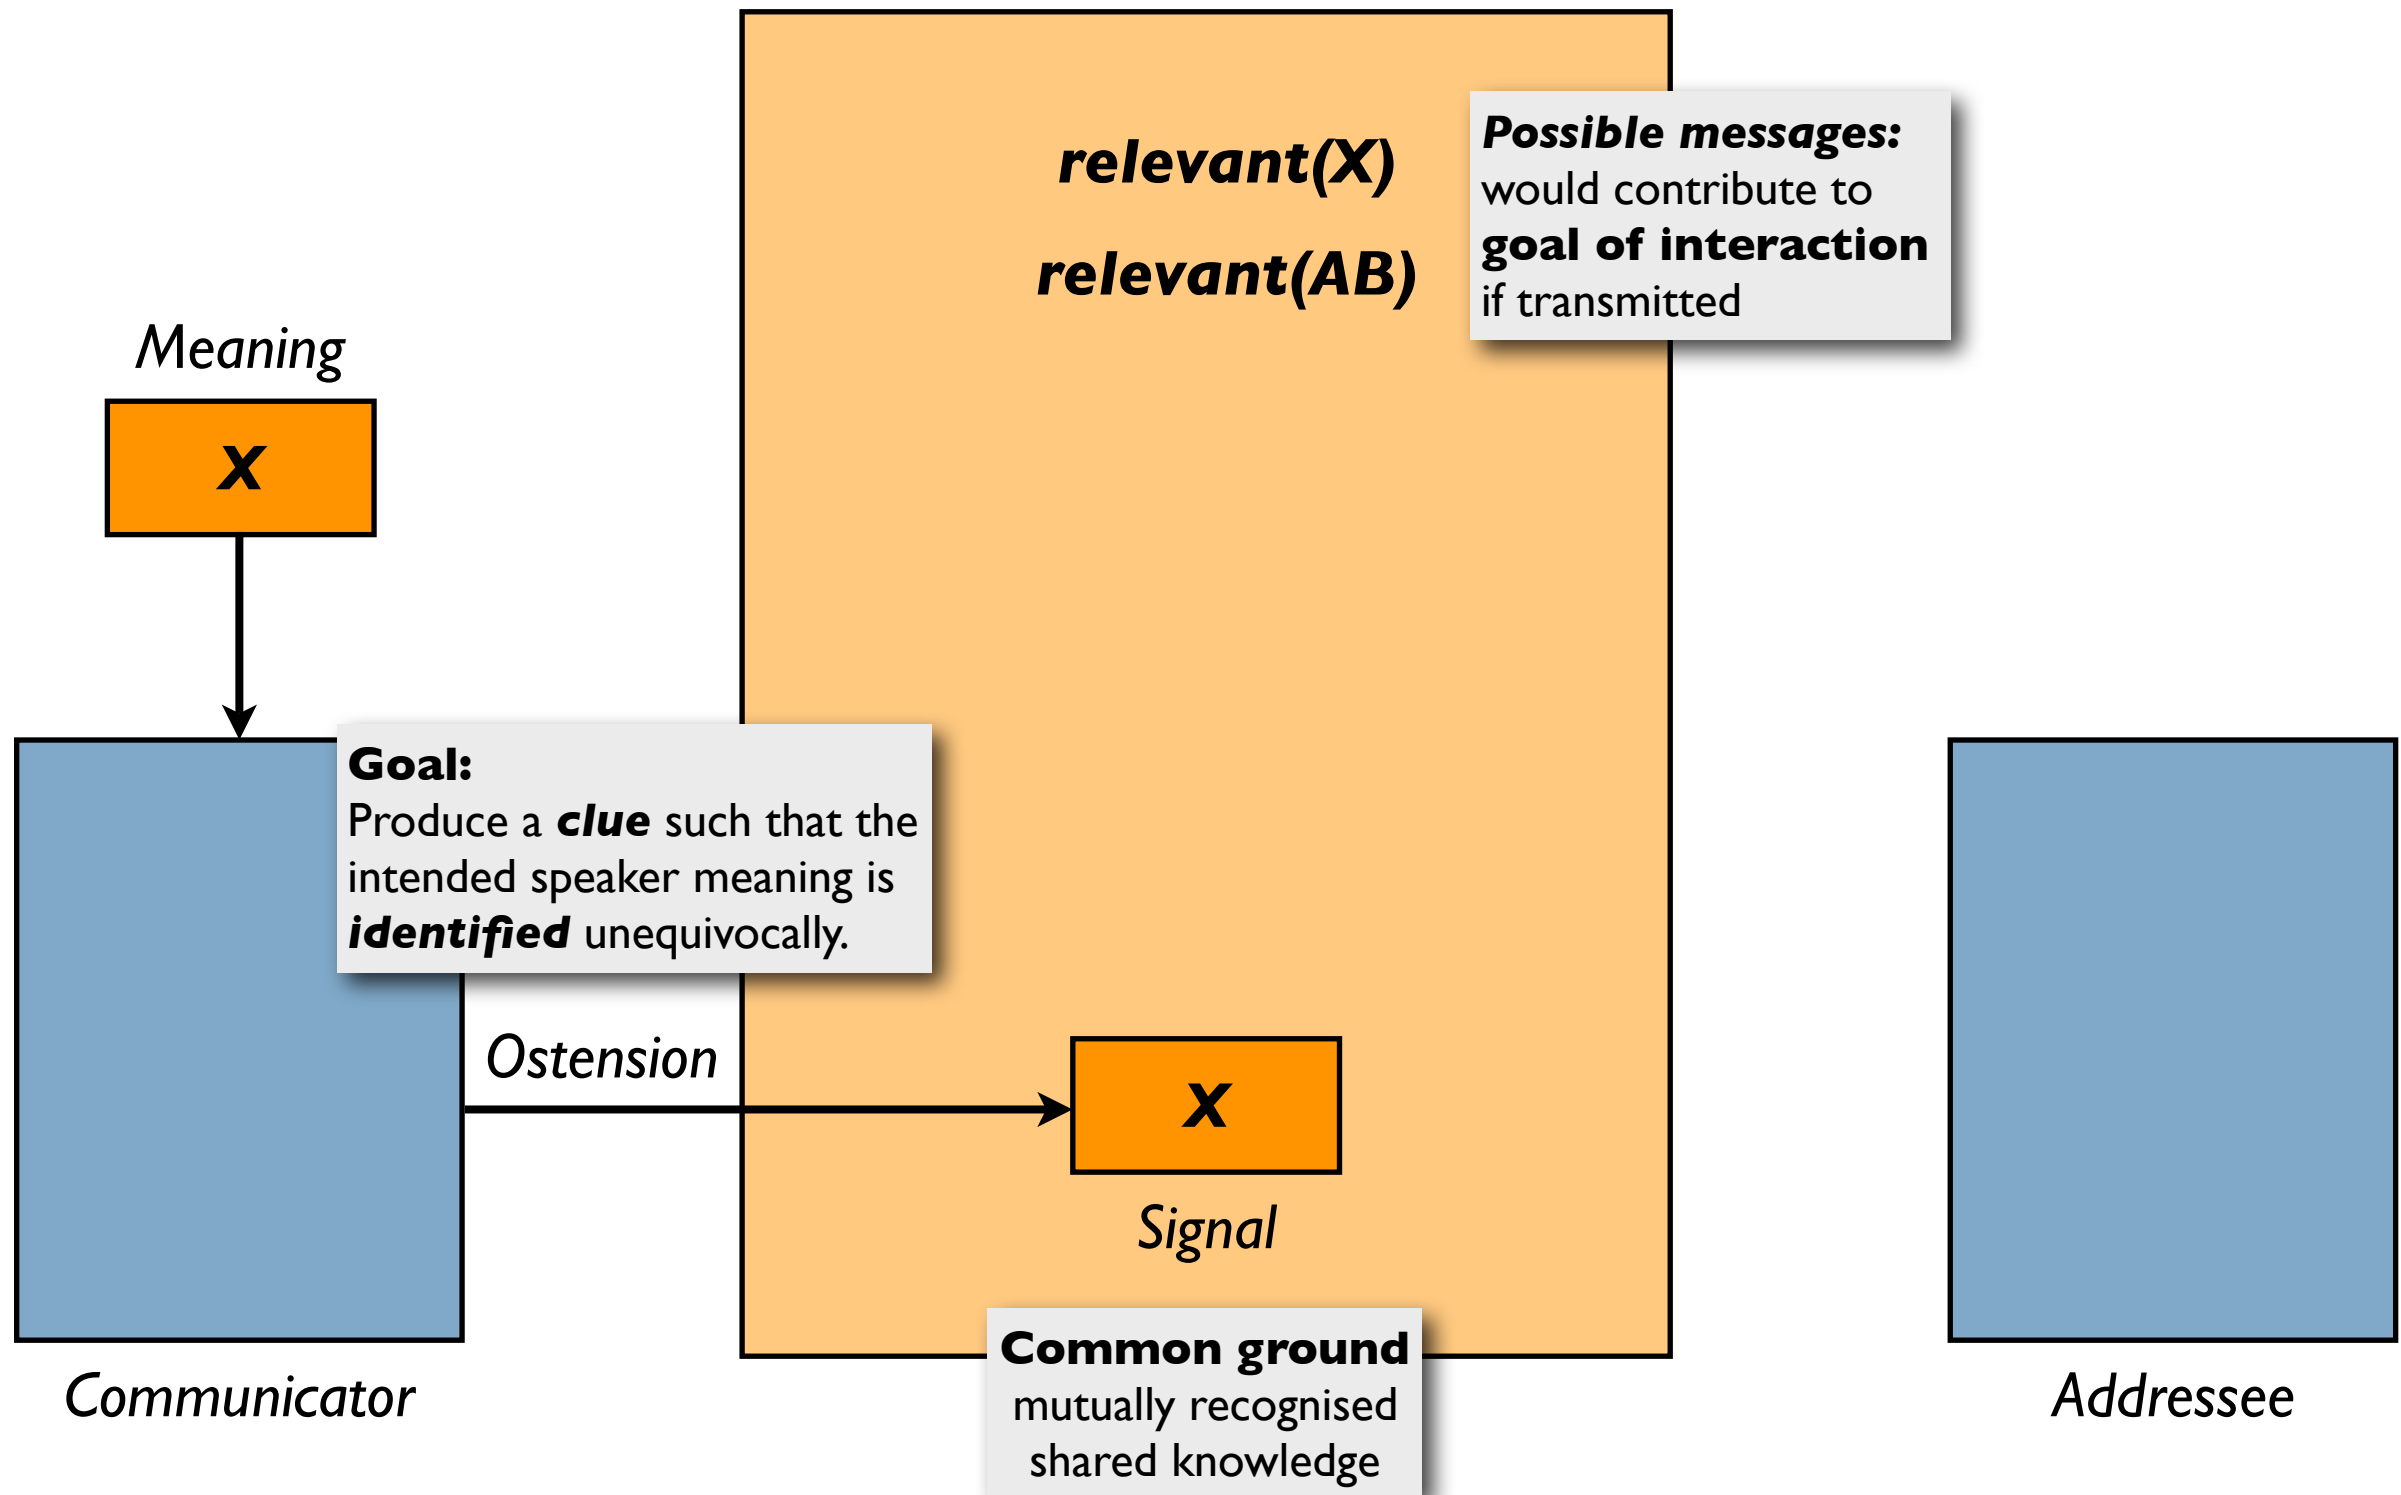 relevant(X)
relevant(AB)
Possible messages:
would contribute to
goal of interaction
if transmitted
Meaning
X
Goal:
Produce a clue such that the
intended speaker meaning is
identified unequivocally.
Ostension
X
Signal
Common ground
mutually recognised
shared knowledge
Communicator
Addressee